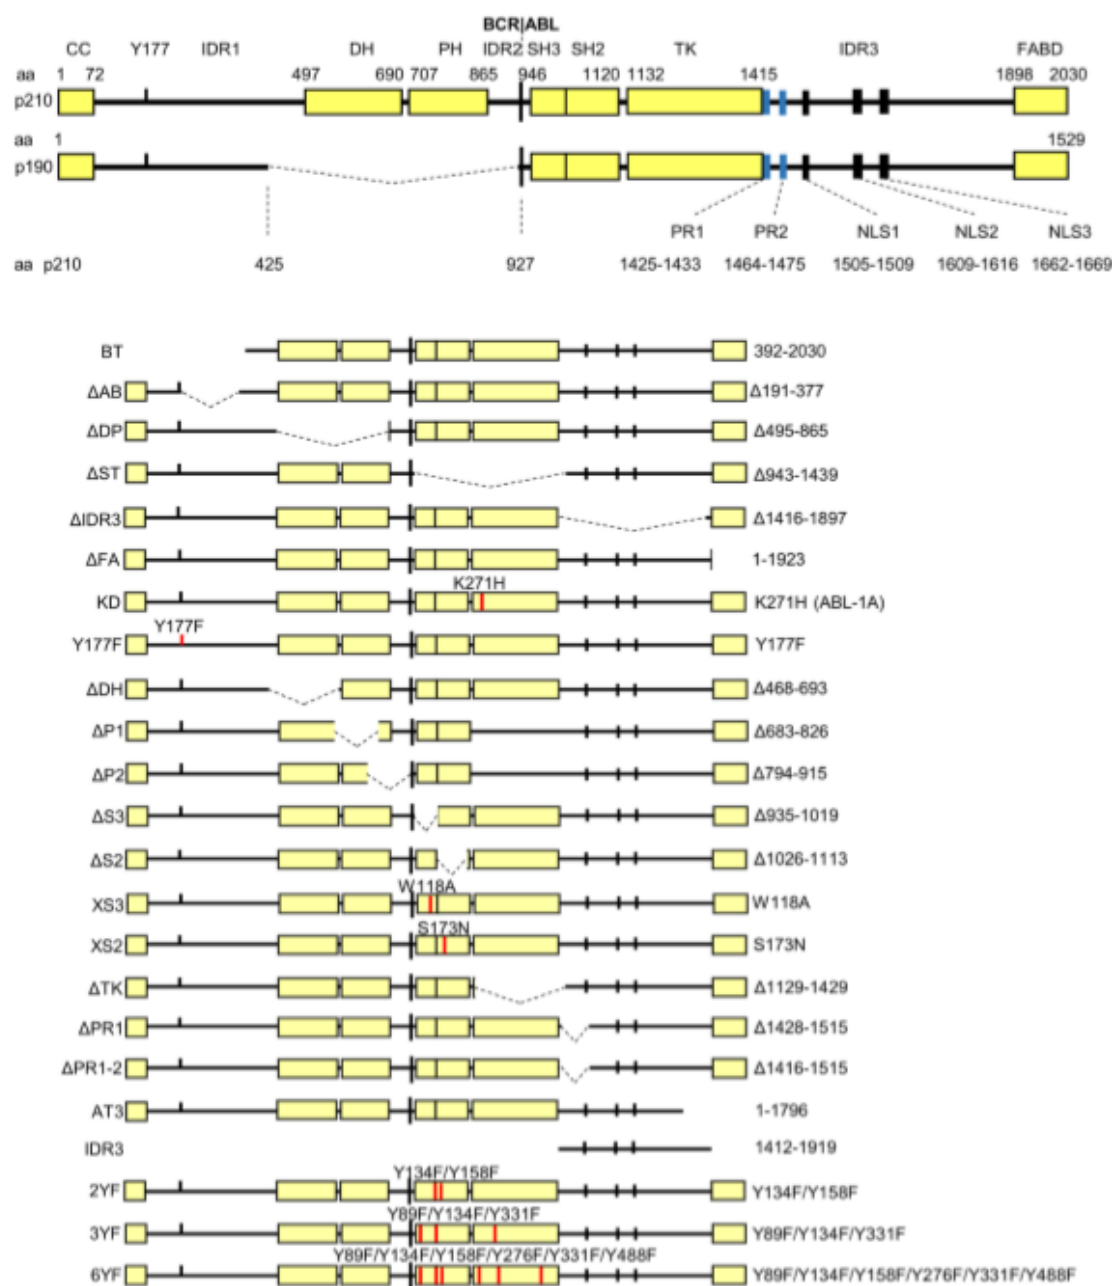 BCR|ABL
CC Y177 IDR1 DH PH IDR2 SH3 SH2 TK IDR3 FABD
aa 1 72 497 690 707 865 946 1120 1132 1415 1898 2030
p210
aa 1 1529
p190
PR1 PR2 NLS1 NLS2 NLS3
aa p210 425 927 1425-1433 1464-1475 1505-1509 1609-1616 1662-1669
BT 392-2030
ΔAB Δ191-377
ΔDP Δ495-865
ΔST Δ943-1439
ΔIDR3 Δ1416-1897
ΔFA 1-1923
K271H
KD K271H (ABL-1A)
Y177F
Y177F Y177F
ΔDH Δ468-693
ΔP1 Δ683-826
ΔP2 Δ794-915
ΔS3 Δ935-1019
ΔS2 Δ1026-1113
W118A
XS3 W118A
S173N
XS2 S173N
ΔTK Δ1129-1429
ΔPR1 Δ1428-1515
ΔPR1-2 Δ1416-1515
AT3 1-1796
IDR3 1412-1919
Y134F/Y158F
2YF Y134F/Y158F
Y89F/Y134F/Y331F
3YF Y89F/Y134F/Y331F
Y89F/Y134F/Y158F/Y276F/Y331F/Y488F
6YF Y89F/Y134F/Y158F/Y276F/Y331F/Y488F